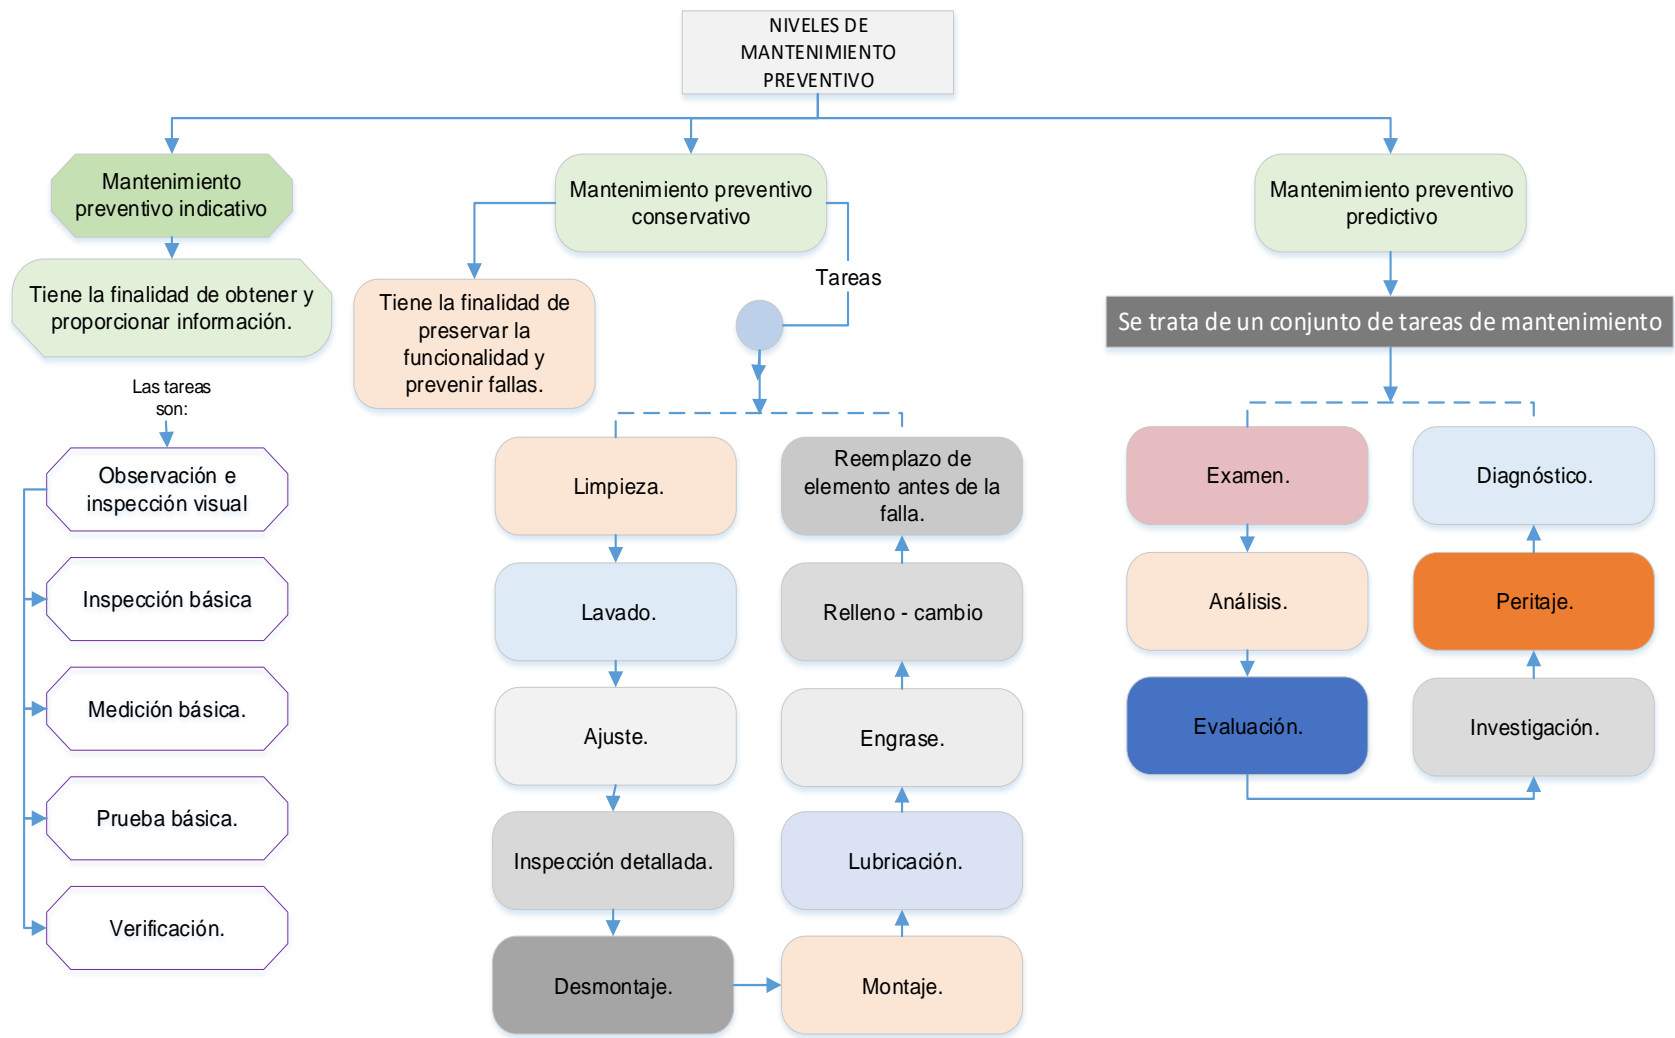 NIVELES DE
MANTENIMIENTO
PREVENTIVO
Mantenimiento
preventivo indicativo
Tiene la finalidad de obtener y
proporcionar información.
Las tareas
son:
Observación e
inspección visual
Inspección básica
Medición básica.
Prueba básica.
Verificación.
Mantenimiento preventivo
conservativo
Tiene la finalidad de
preservar la
funcionalidad y
prevenir fallas.
Tareas
Limpieza.
Lavado.
Ajuste.
Inspección detallada.
Desmontaje.
Montaje.
Lubricación.
Engrase.
Relleno - cambio
Reemplazo de
elemento antes de la
falla.
Mantenimiento preventivo
predictivo
Se trata de un conjunto de tareas de mantenimiento
Examen.
Análisis.
Evaluación.
Investigación.
Peritaje.
Diagnóstico.